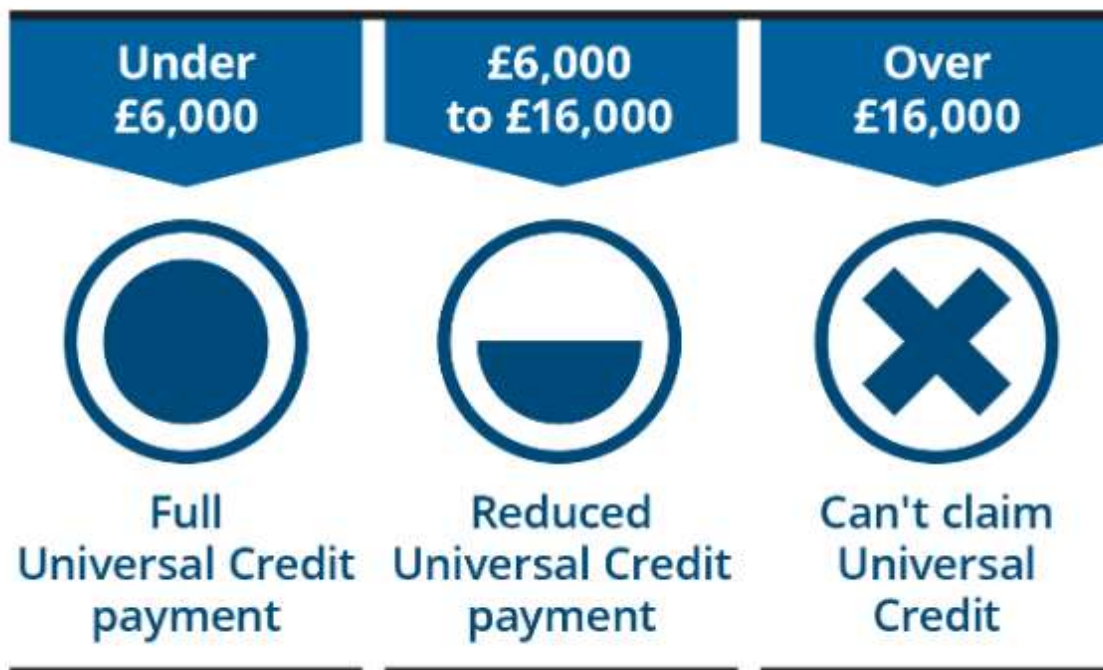 Under
£6,000
£6,000
to £16,000
Over
£16,000
Full
Universal Credit
payment
Reduced
Universal Credit
payment
Can't claim
Universal
Credit